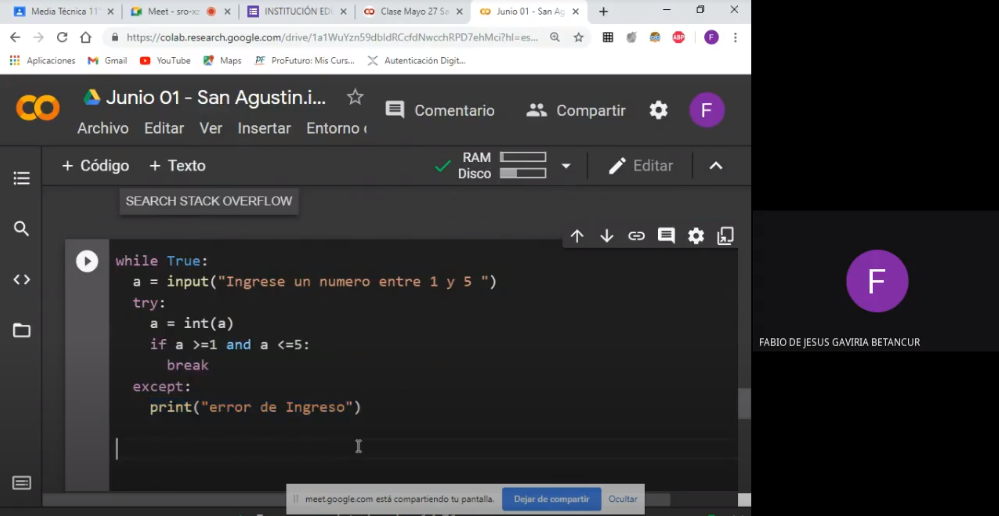 Media Técnica 11°
Meet - sro-xz
INSTITUCIÓN EDU
Clase Mayo 27 Sa
Junio 01 - San Ag
https://colab.research.google.com/drive/1a1WuYzn59dbIdRCcfdNwcchRPD7ehMci?hl=es...
ABP
F
Aplicaciones
Gmail
YouTube
Maps
PF ProFuturo: Mis Curs...
Autenticación Digit...
Junio 01 - San Agustin.i...
Comentario
Compartir
F
Archivo
Editar
Ver
Insertar
Entorno
+ Código
+ Texto
RAM
Disco
Editar
SEARCH STACK OVERFLOW
while True:
a = input("Ingrese un numero entre 1 y 5 ")
try:
a = int(a)
if a >=1 and a <=5:
break
except:
print("error de Ingreso")
meet.google.com está compartiendo tu pantalla.
Dejar de compartir
Ocultar
F
FABIO DE JESUS GAVIRIA BETANCUR